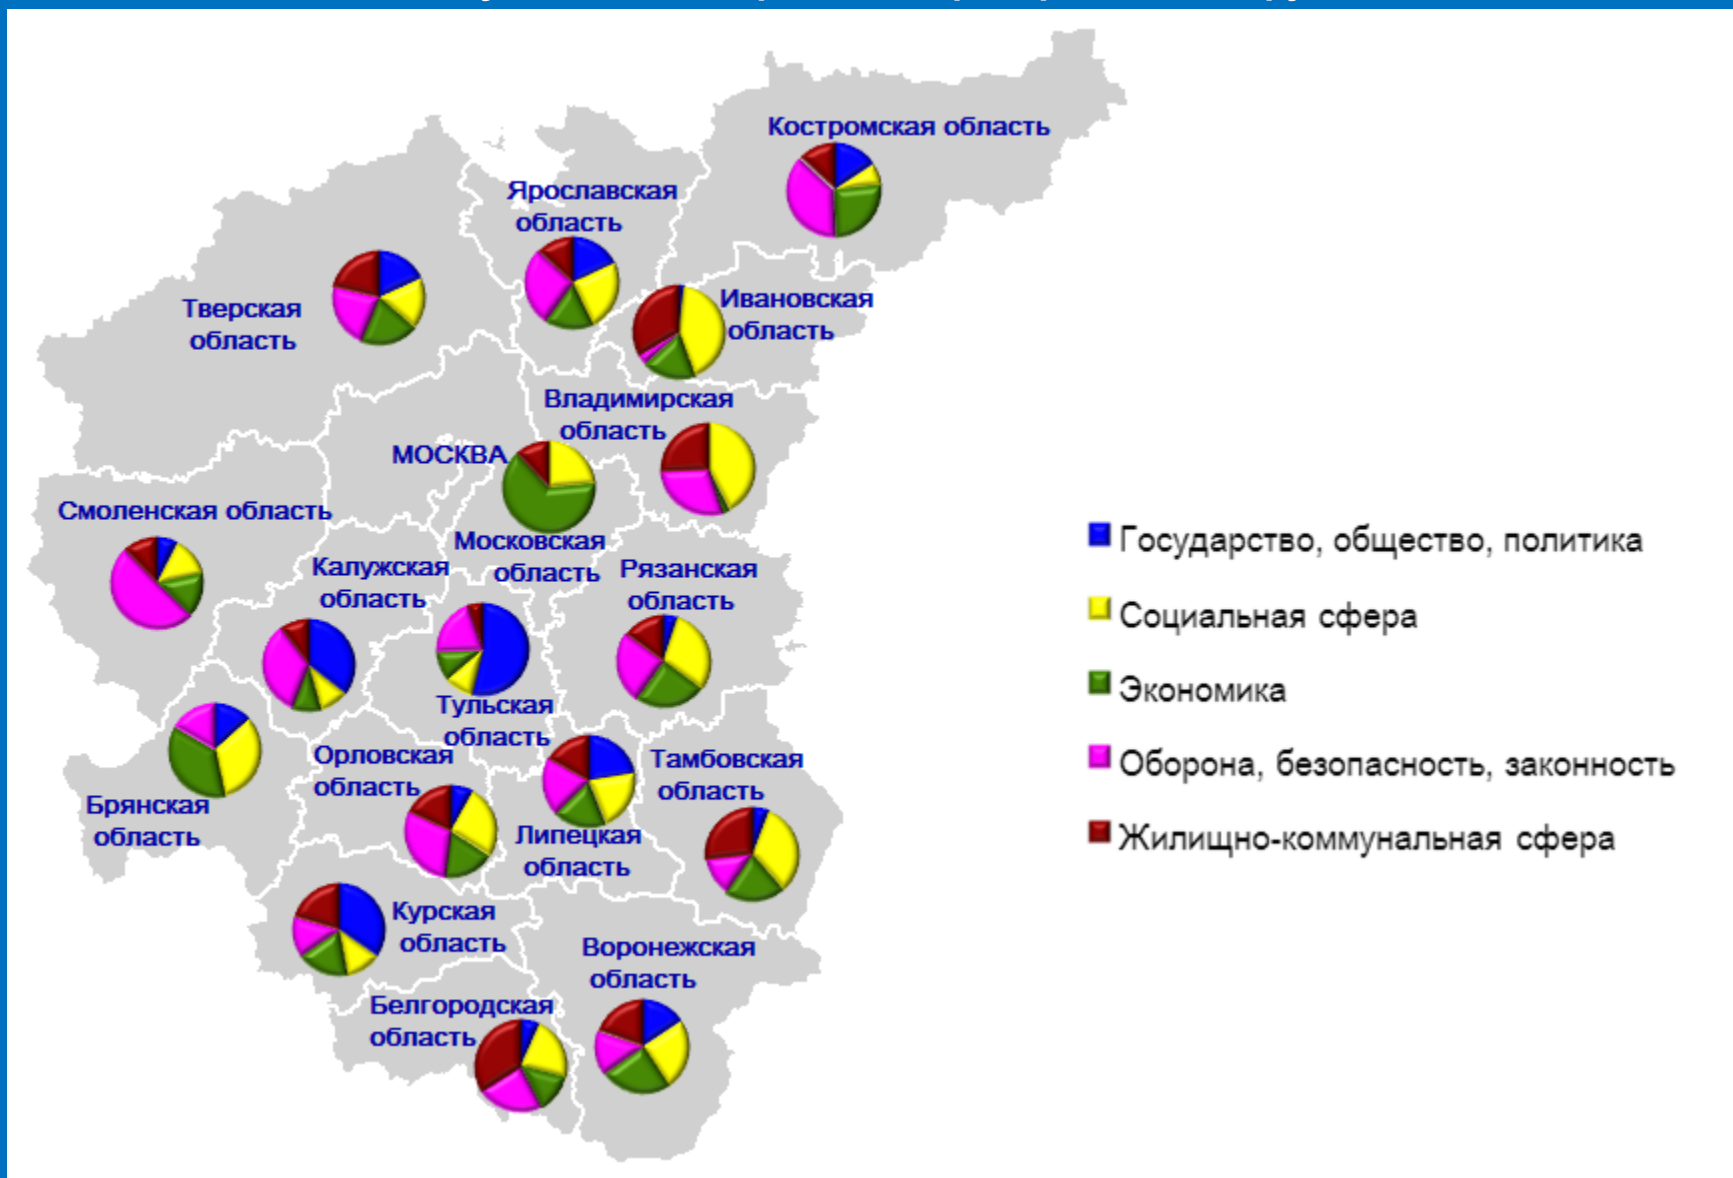 Костромская область
Ярославская
область
Тверская
область
Ивановская
область
Владимирская
область
МОСКВА
Смоленская область
Московская
область
Калужская
область
Рязанская
область
Тульская
область
Брянская
область
Орловская
область
Липецкая
область
Тамбовская
область
Курская
область
Воронежская
область
Белгородская
область
Государство, общество, политика
Социальная сфера
Экономика
Оборона, безопасность, законность
Жилищно-коммунальная сфера